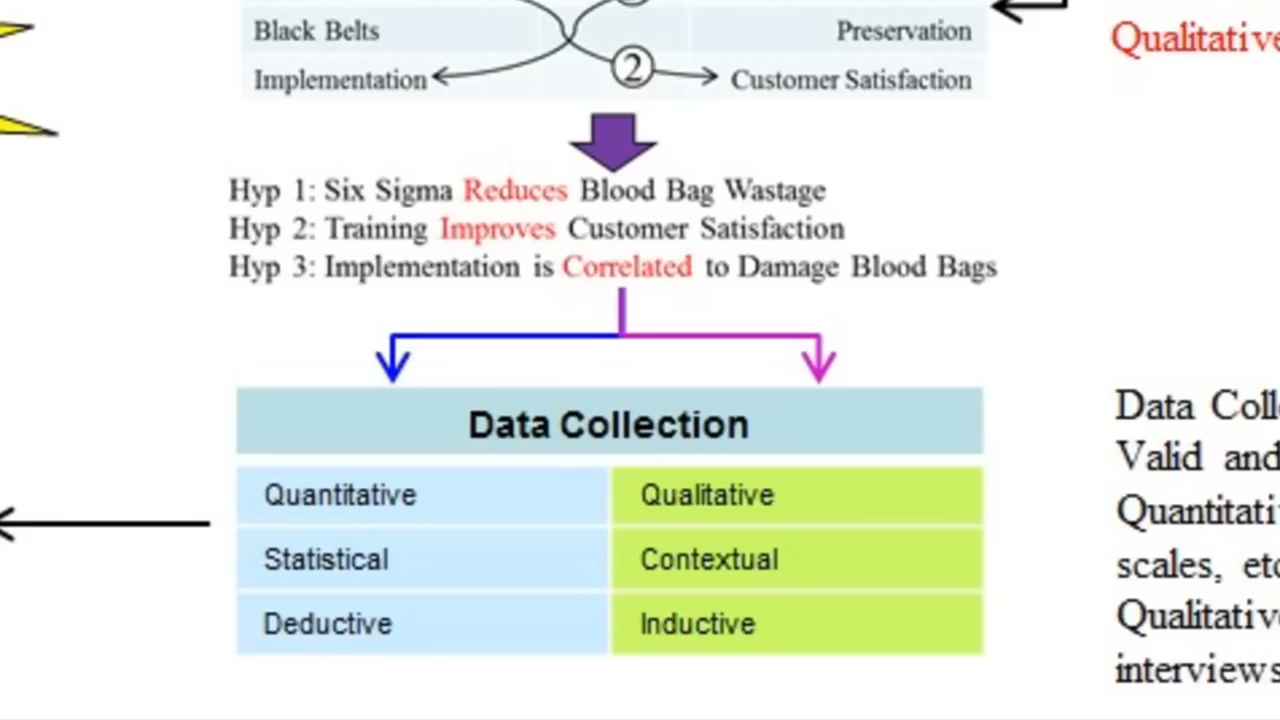 Black Belts
Preservation
Implementation
2
Customer Satisfaction
Qualitative
Hyp 1: Six Sigma Reduces Blood Bag Wastage
Hyp 2: Training Improves Customer Satisfaction
Hyp 3: Implementation is Correlated to Damage Blood Bags
Data Collection
Quantitative Qualitative
Statistical Contextual
Deductive Inductive
Data
Valid and
scales,
interviews